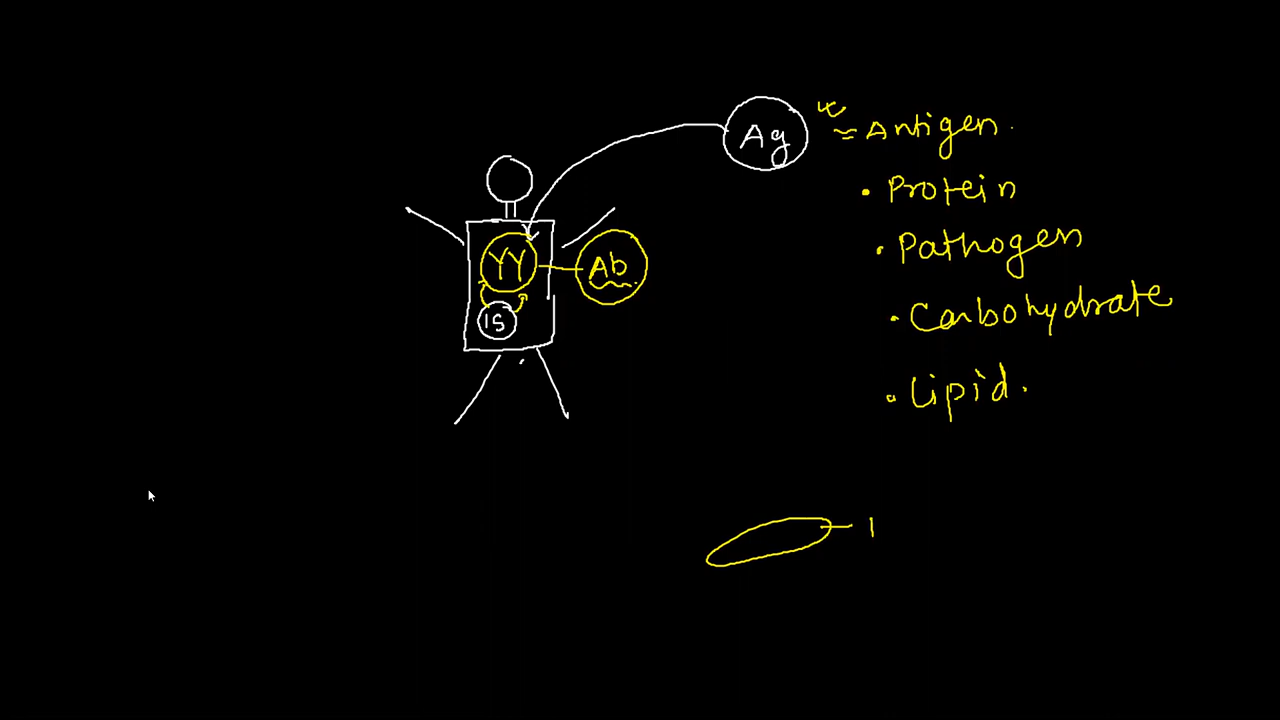 Ag
= Antigen.
• Protein
• Pathogen
• Carbohydrate
• Lipid.
YY
Ab
IS